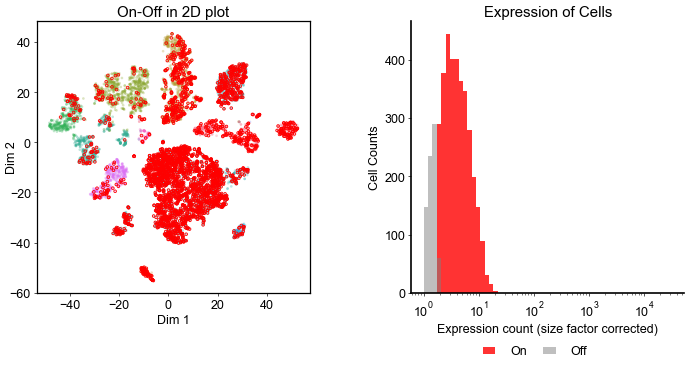 On-Off in 2D plot
40
20
0
−20
−40
−60
Dim 2
−40
−20
0
20
40
Dim 1
Expression of Cells
400
300
200
100
0
Cell Counts
10^0
10^1
10^2
10^3
10^4
Expression count (size factor corrected)
On
Off